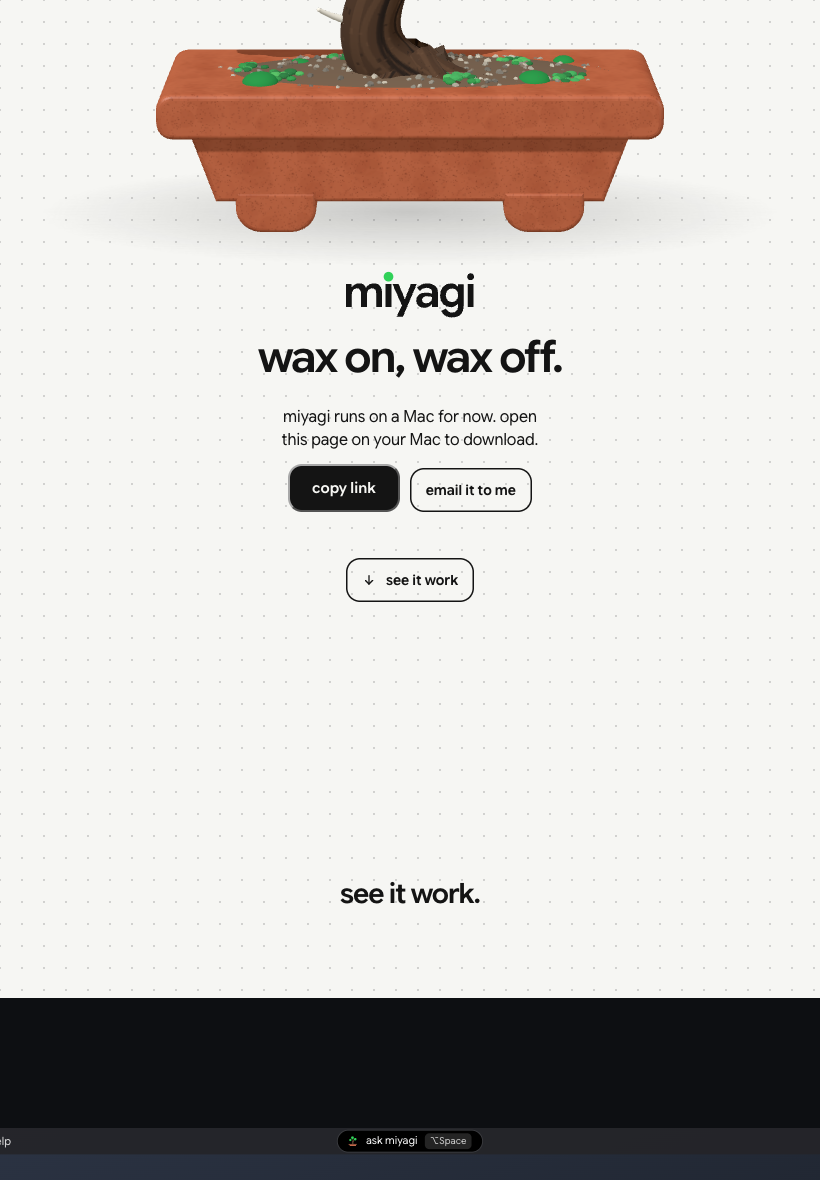 miyagi
wax on, wax off.
miyagi runs on a Mac for now. open
this page on your Mac to download.
copy link
email it to me
↓ see it work
see it work.
elp
ask miyagi ⌥Space